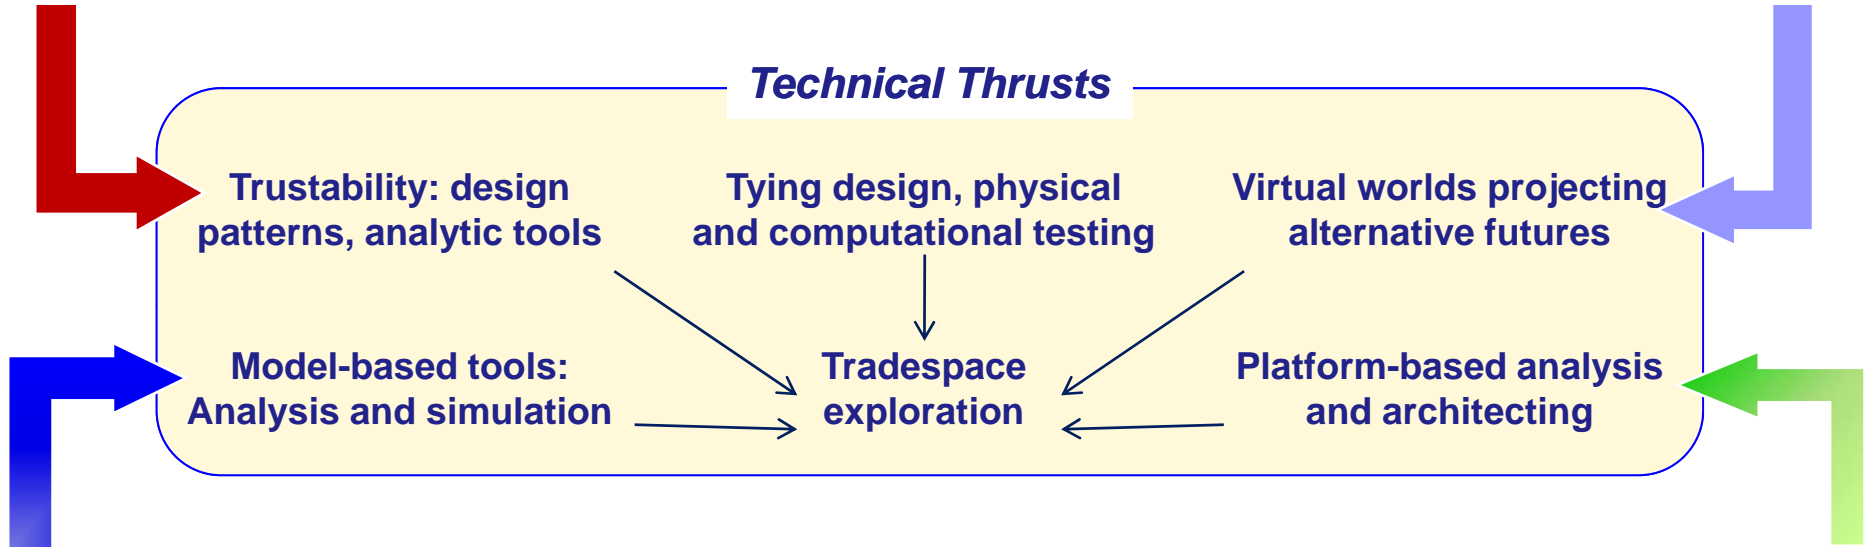 Technical Thrusts
Trustability: design
patterns, analytic tools
Tying design, physical
and computational testing
Virtual worlds projecting
alternative futures
Model-based tools:
Analysis and simulation
Tradespace
exploration
Platform-based analysis
and architecting